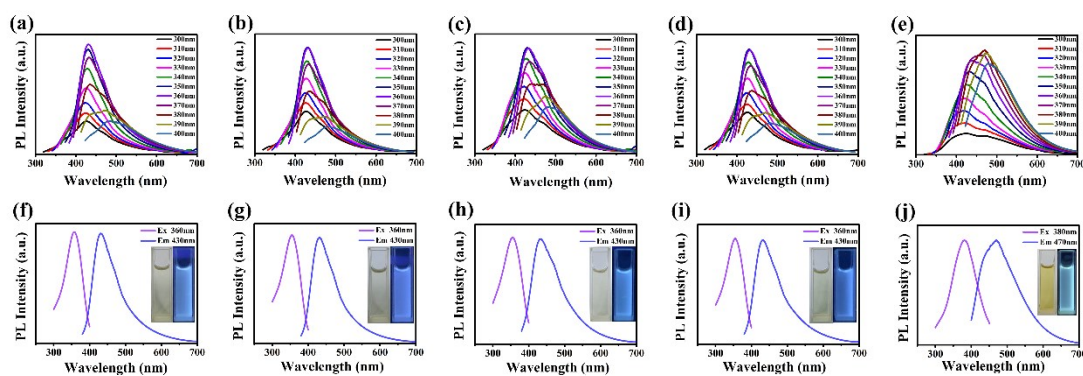 (a)
PL Intensity (a.u.)
300nm
310nm
320nm
330nm
340nm
350nm
360nm
370nm
380nm
390nm
400nm
300 400 500 600 700
Wavelength (nm)
(b)
PL Intensity (a.u.)
300nm
310nm
320nm
330nm
340nm
350nm
360nm
370nm
380nm
390nm
400nm
300 400 500 600 700
Wavelength (nm)
(c)
PL Intensity (a.u.)
300nm
310nm
320nm
330nm
340nm
350nm
360nm
370nm
380nm
390nm
400nm
300 400 500 600 700
Wavelength (nm)
(d)
PL Intensity (a.u.)
300nm
310nm
320nm
330nm
340nm
350nm
360nm
370nm
380nm
390nm
400nm
300 400 500 600 700
Wavelength (nm)
(e)
PL Intensity (a.u.)
300nm
310nm
320nm
330nm
340nm
350nm
360nm
370nm
380nm
390nm
400nm
300 400 500 600 700
Wavelength (nm)
(f)
PL Intensity (a.u.)
Ex 360nm
Em 430nm
300 400 500 600 700
Wavelength (nm)
(g)
PL Intensity (a.u.)
Ex 360nm
Em 430nm
300 400 500 600 700
Wavelength (nm)
(h)
PL Intensity (a.u.)
Ex 360nm
Em 430nm
300 400 500 600 700
Wavelength (nm)
(i)
PL Intensity (a.u.)
Ex 360nm
Em 430nm
300 400 500 600 700
Wavelength (nm)
(j)
PL Intensity (a.u.)
Ex 380nm
Em 470nm
300 400 500 600 700
Wavelength (nm)